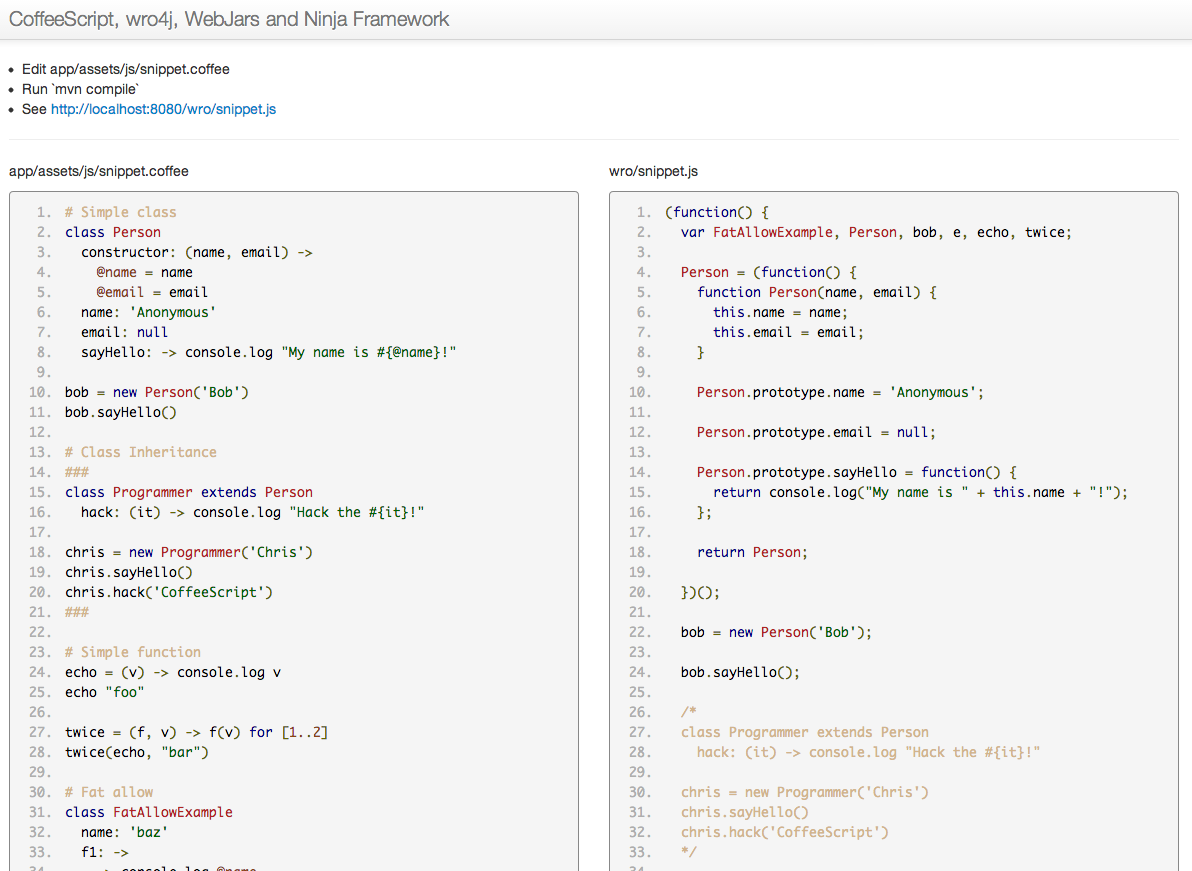 CoffeeScript, wro4j, WebJars and Ninja Framework
• Edit app/assets/js/snippet.coffee
• Run `mvn compile`
• See http://localhost:8080/wro/snippet.js
app/assets/js/snippet.coffee
1. # Simple class
2. class Person
3.   constructor: (name, email) ->
4.     @name = name
5.     @email = email
6.   name: 'Anonymous'
7.   email: null
8.   sayHello: -> console.log "My name is #{@name}!"
9.
10. bob = new Person('Bob')
11. bob.sayHello()
12.
13. # Class Inheritance
14. ###
15. class Programmer extends Person
16.   hack: (it) -> console.log "Hack the #{it}!"
17.
18. chris = new Programmer('Chris')
19. chris.sayHello()
20. chris.hack('CoffeeScript')
21. ###
22.
23. # Simple function
24. echo = (v) -> console.log v
25. echo "foo"
26.
27. twice = (f, v) -> f(v) for [1..2]
28. twice(echo, "bar")
29.
30. # Fat allow
31. class FatAllowExample
32.   name: 'baz'
33.   f1: ->
34.     -> console.log @name
wro/snippet.js
1. (function() {
2.   var FatAllowExample, Person, bob, e, echo, twice;
3.
4.   Person = (function() {
5.     function Person(name, email) {
6.       this.name = name;
7.       this.email = email;
8.     }
9.
10.     Person.prototype.name = 'Anonymous';
11.
12.     Person.prototype.email = null;
13.
14.     Person.prototype.sayHello = function() {
15.       return console.log("My name is " + this.name + "!");
16.     };
17.
18.     return Person;
19.
20.   })();
21.
22.   bob = new Person('Bob');
23.
24.   bob.sayHello();
25.
26.   /*
27.   class Programmer extends Person
28.     hack: (it) -> console.log "Hack the #{it}!"
29.
30.   chris = new Programmer('Chris')
31.   chris.sayHello()
32.   chris.hack('CoffeeScript')
33.   */
34.